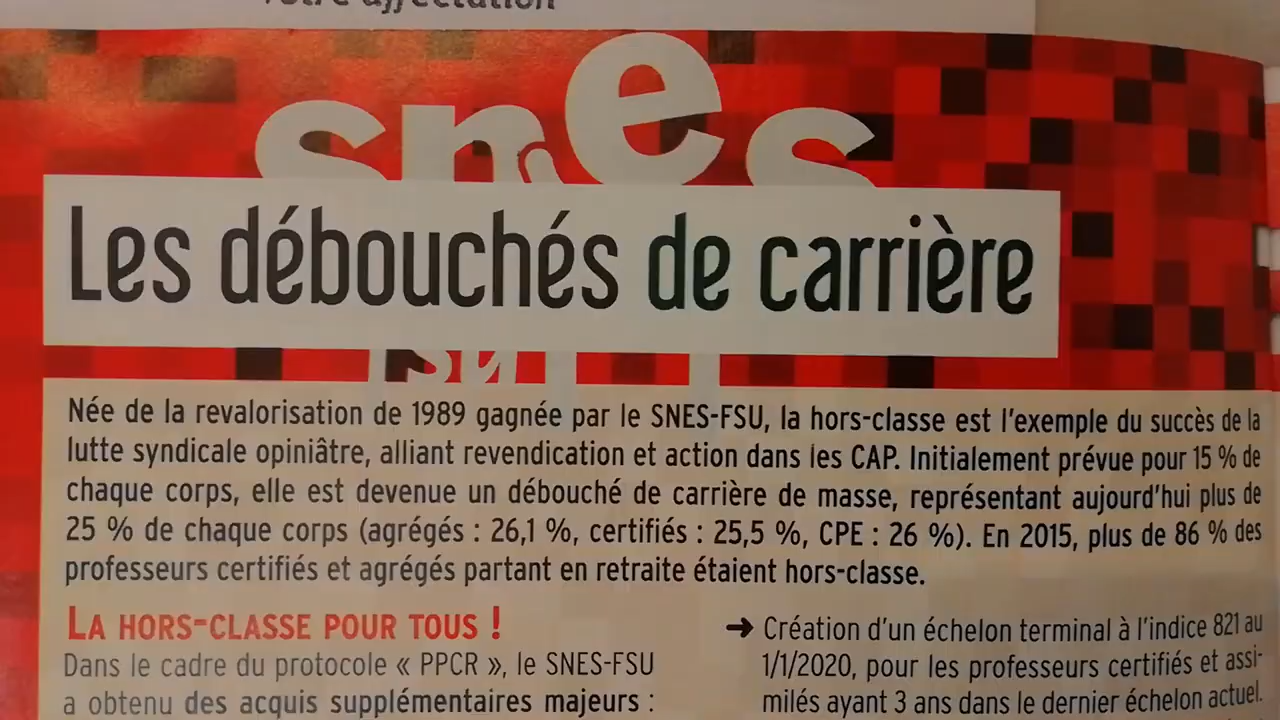 votre affectation
snes
Les débouchés de carrière
fsu
Née de la revalorisation de 1989 gagnée par le SNES-FSU, la hors-classe est l'exemple du succès de la
lutte syndicale opiniâtre, alliant revendication et action dans les CAP. Initialement prévue pour 15 % de
chaque corps, elle est devenue un débouché de carrière de masse, représentant aujourd'hui plus de
25 % de chaque corps (agrégés : 26,1 %, certifiés : 25,5 %, CPE : 26 %). En 2015, plus de 86 % des
professeurs certifiés et agrégés partant en retraite étaient hors-classe.
LA HORS-CLASSE POUR TOUS !
Dans le cadre du protocole « PPCR », le SNES-FSU
a obtenu des acquis supplémentaires majeurs :
➜ Création d'un échelon terminal à l'indice 821 au
1/1/2020, pour les professeurs certifiés et assi-
milés ayant 3 ans dans le dernier échelon actuel.